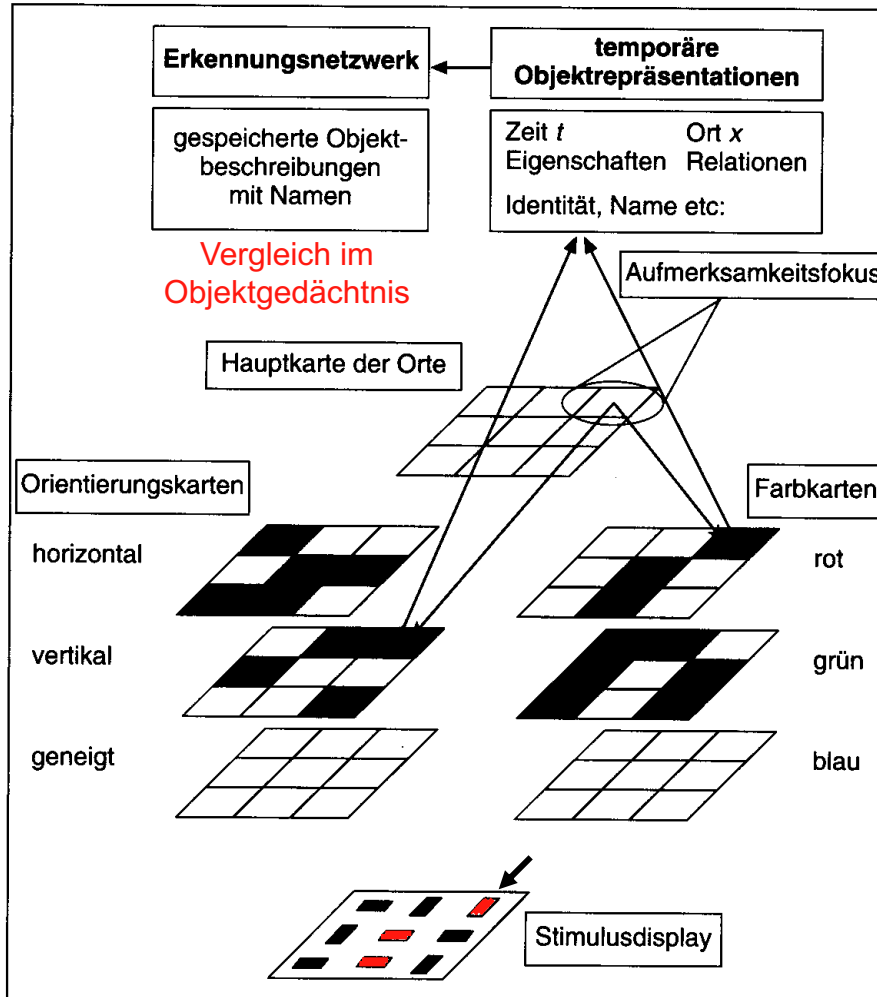 Erkennungsnetzwerk
temporäre
Objektrepräsentationen
gespeicherte Objekt-
beschreibungen
mit Namen
Zeit t Ort x
Eigenschaften Relationen
Identität, Name etc:
Vergleich im
Objektgedächtnis
Aufmerksamkeitsfokus
Hauptkarte der Orte
Orientierungskarten
Farbkarten
horizontal
rot
vertikal
grün
geneigt
blau
Stimulusdisplay